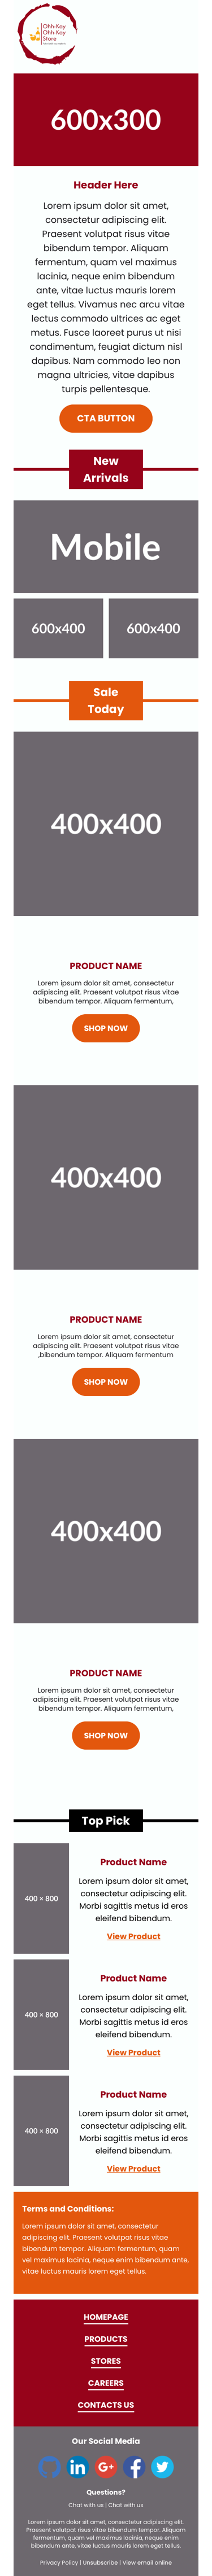 Ohh-Kay
Ohh-Kay
Store
600x300
Header Here
Lorem ipsum dolor sit amet,
consectetur adipiscing elit.
Praesent volutpat risus vitae
bibendum tempor. Aliquam
fermentum, quam vel maximus
lacinia, neque enim bibendum
ante, vitae luctus mauris lorem
eget tellus. Vivamus nec arcu vitae
lectus commodo ultrices ac eget
metus. Fusce laoreet purus ut nisi
condimentum, feugiat dictum nisl
dapibus. Nam commodo leo non
magna ultricies, vitae dapibus
turpis pellentesque.
CTA BUTTON
New
Arrivals
Mobile
600x400
600x400
Sale
Today
400x400
PRODUCT NAME
Lorem ipsum dolor sit amet, consectetur
adipiscing elit. Praesent volutpat risus vitae
bibendum tempor. Aliquam fermentum,
SHOP NOW
400x400
PRODUCT NAME
Lorem ipsum dolor sit amet, consectetur
adipiscing elit. Praesent volutpat risus vitae
,bibendum tempor. Aliquam fermentum
SHOP NOW
400x400
PRODUCT NAME
Lorem ipsum dolor sit amet, consectetur
adipiscing elit. Praesent volutpat risus vitae
bibendum tempor. Aliquam fermentum,
SHOP NOW
Top Pick
400 × 800
Product Name
Lorem ipsum dolor sit amet,
consectetur adipiscing elit.
Morbi sagittis metus id eros
eleifend bibendum.
View Product
400 × 800
Product Name
Lorem ipsum dolor sit amet,
consectetur adipiscing elit.
Morbi sagittis metus id eros
eleifend bibendum.
View Product
400 × 800
Product Name
Lorem ipsum dolor sit amet,
consectetur adipiscing elit.
Morbi sagittis metus id eros
eleifend bibendum.
View Product
Terms and Conditions:
Lorem ipsum dolor sit amet, consectetur
adipiscing elit. Praesent volutpat risus vitae
bibendum tempor. Aliquam fermentum, quam
vel maximus lacinia, neque enim bibendum ante,
vitae luctus mauris lorem eget tellus.
HOMEPAGE
PRODUCTS
STORES
CAREERS
CONTACTS US
Our Social Media
in G+ f
Questions?
Chat with us | Chat with us
Lorem ipsum dolor sit amet, consectetur adipiscing elit.
Praesent volutpat risus vitae bibendum tempor. Aliquam
fermentum, quam vel maximus lacinia, neque enim
bibendum ante, vitae luctus mauris lorem eget tellus.
Privacy Policy | Unsubscribe | View email online